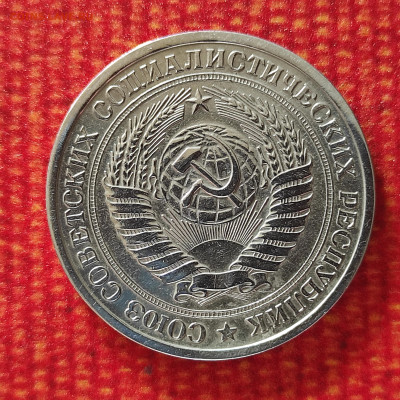 СОЮЗ СОВЕТСКИХ СОЦИАЛИСТИЧЕСКИХ РЕСПУБЛИК